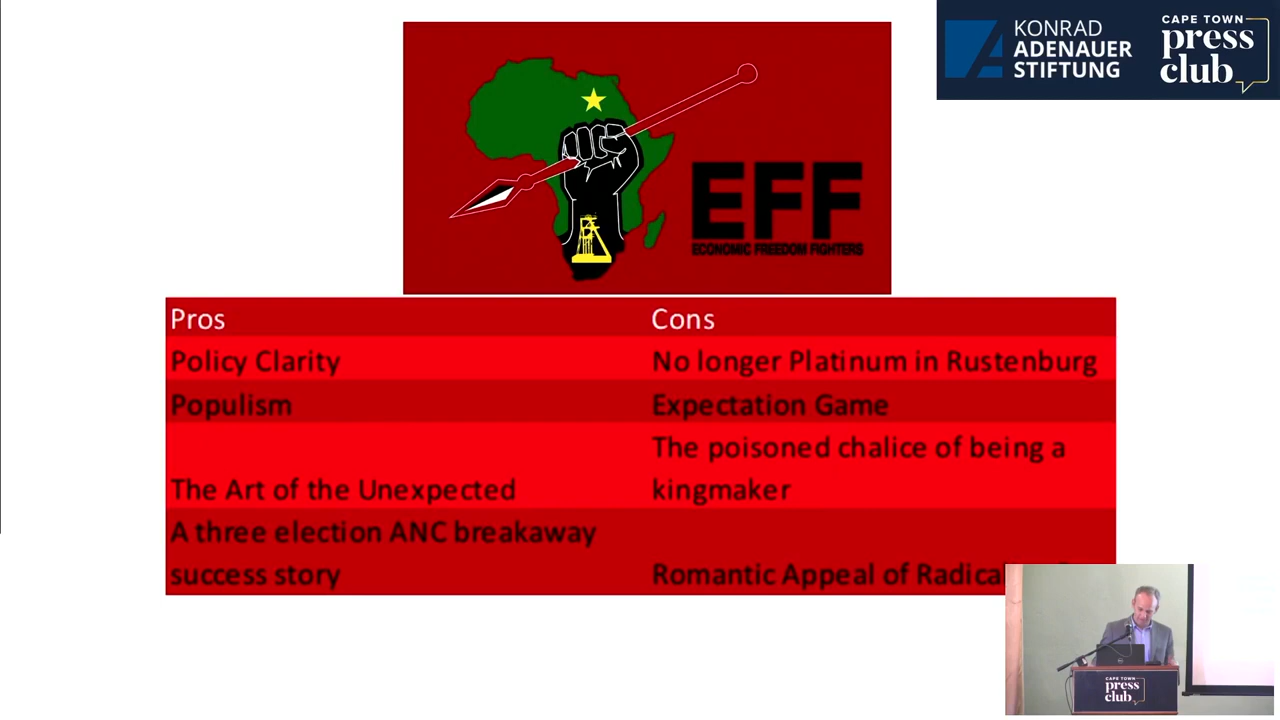 KONRAD
ADENAUER
STIFTUNG
CAPE TOWN
press
club
EFF
ECONOMIC FREEDOM FIGHTERS
Pros
Cons
Policy Clarity
No longer Platinum in Rustenburg
Populism
Expectation Game
The Art of the Unexpected
The poisoned chalice of being a
kingmaker
A three election ANC breakaway
success story
Romantic Appeal of
CAPE TOWN
press
club